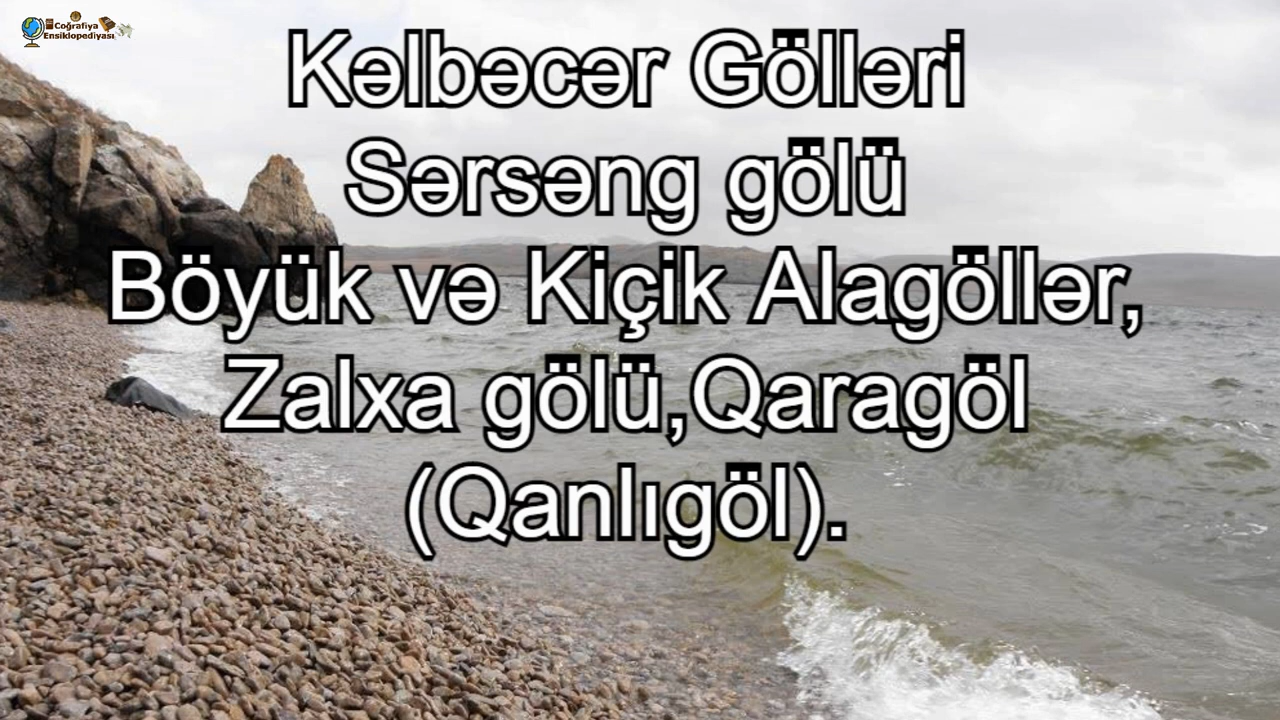 Coğrafiya
Ensiklopediyası
Kəlbəcər Gölləri
Sərsəng gölü
Böyük və Kiçik Alagöllər,
Zalxa gölü,Qaragöl
(Qanlıgöl).